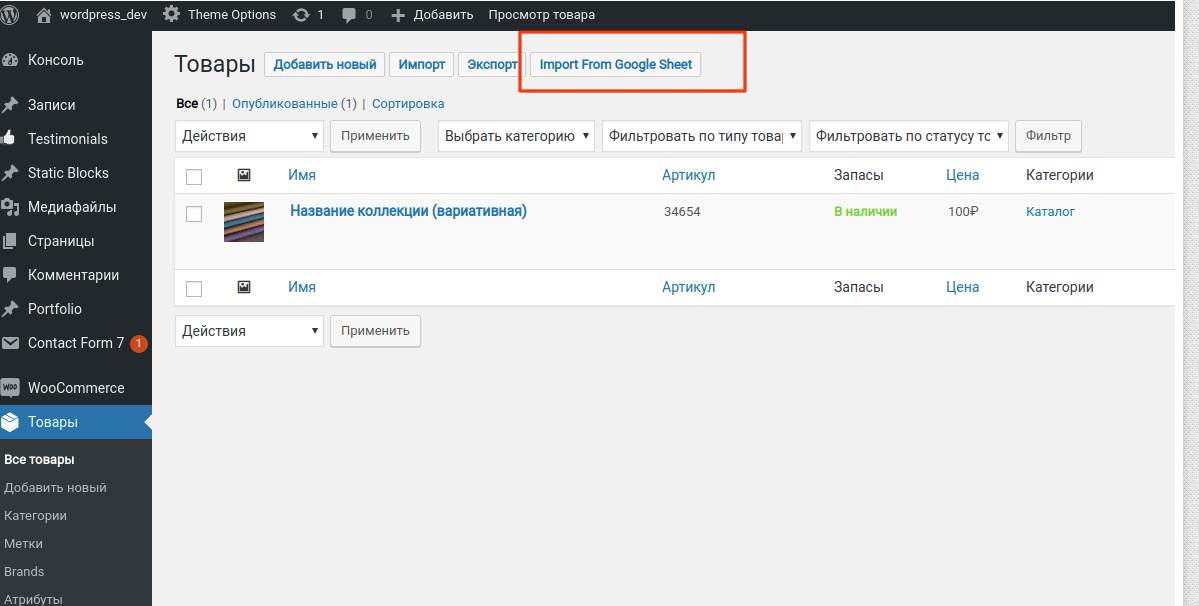 wordpress_dev Theme Options 1 0 Добавить Просмотр товара
Консоль
Записи
Testimonials
Static Blocks
Медиафайлы
Страницы
Комментарии
Portfolio
Contact Form 7 1
WooCommerce
Товары
Все товары
Добавить новый
Категории
Метки
Brands
Атрибуты
Товары Добавить новый Импорт Экспорт Import From Google Sheet
Все (1) | Опубликованные (1) | Сортировка
Действия Применить Выбрать категорию Фильтровать по типу товар Фильтровать по статусу то Фильтр
Имя Артикул Запасы Цена Категории
Название коллекции (вариативная) 34654 В наличии 100₽ Каталог
Имя Артикул Запасы Цена Категории
Действия Применить